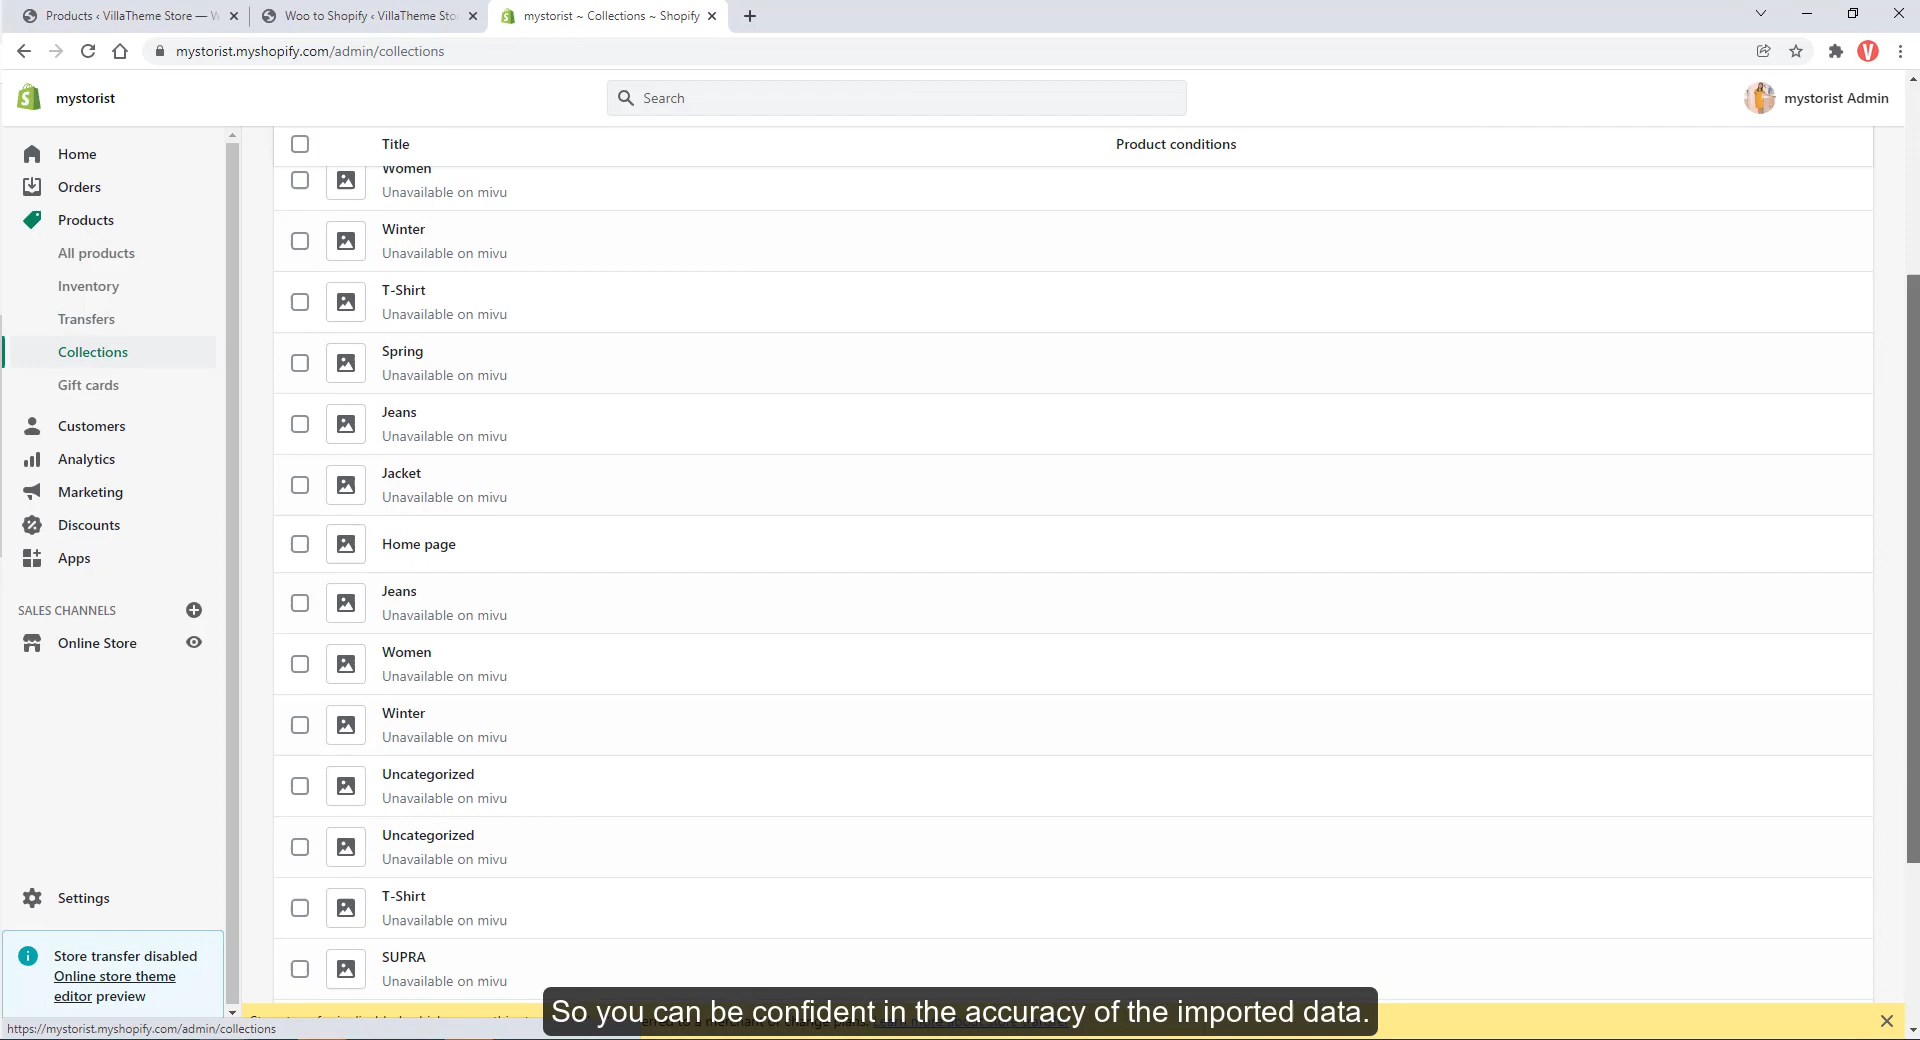 Products ‹ VillaTheme Store — W
Woo to Shopify ‹ VillaTheme Sto
mystorist ~ Collections ~ Shopify
mystorist.myshopify.com/admin/collections
V
mystorist
Search
mystorist Admin
Home
Orders
Products
All products
Inventory
Transfers
Collections
Gift cards
Customers
Analytics
Marketing
Discounts
Apps
SALES CHANNELS
Online Store
Settings
Store transfer disabled
Online store theme
editor preview
Title
Product conditions
Women
Unavailable on mivu
Winter
Unavailable on mivu
T-Shirt
Unavailable on mivu
Spring
Unavailable on mivu
Jeans
Unavailable on mivu
Jacket
Unavailable on mivu
Home page
Jeans
Unavailable on mivu
Women
Unavailable on mivu
Winter
Unavailable on mivu
Uncategorized
Unavailable on mivu
Uncategorized
Unavailable on mivu
T-Shirt
Unavailable on mivu
SUPRA
Unavailable on mivu
So you can be confident in the accuracy of the imported data.
https://mystorist.myshopify.com/admin/collections